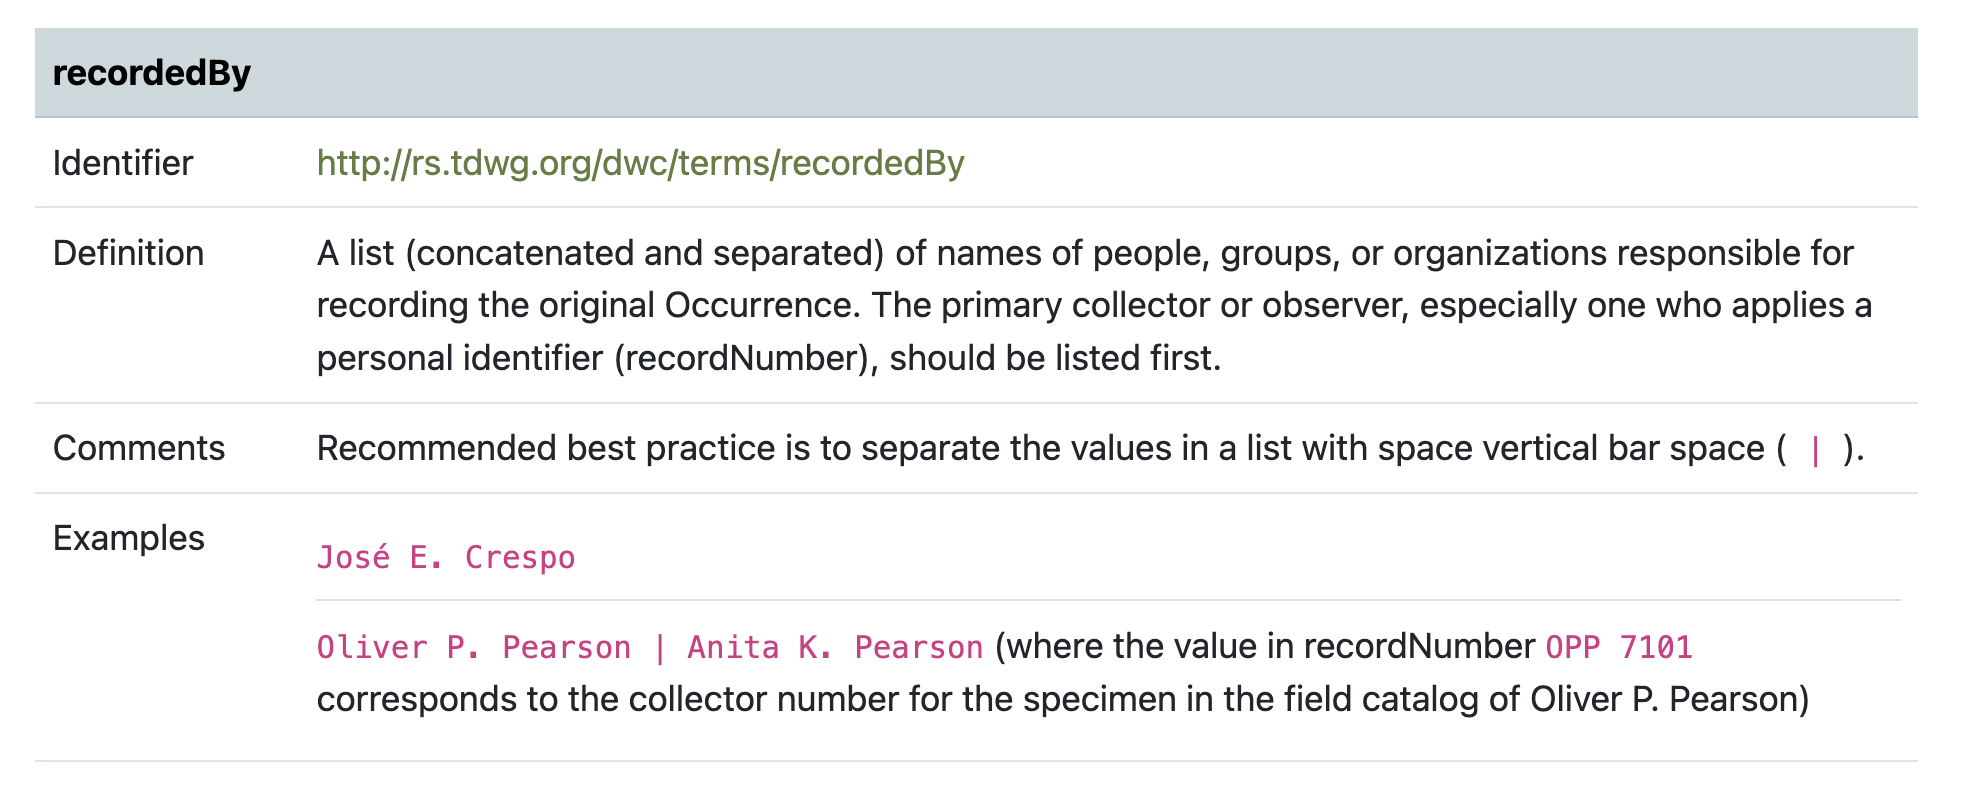 recordedBy
Identifier http://rs.tdwg.org/dwc/terms/recordedBy
Definition A list (concatenated and separated) of names of people, groups, or organizations responsible for
recording the original Occurrence. The primary collector or observer, especially one who applies a
personal identifier (recordNumber), should be listed first.
Comments Recommended best practice is to separate the values in a list with space vertical bar space ( | ).
Examples
José E. Crespo
Oliver P. Pearson | Anita K. Pearson (where the value in recordNumber OPP 7101
corresponds to the collector number for the specimen in the field catalog of Oliver P. Pearson)